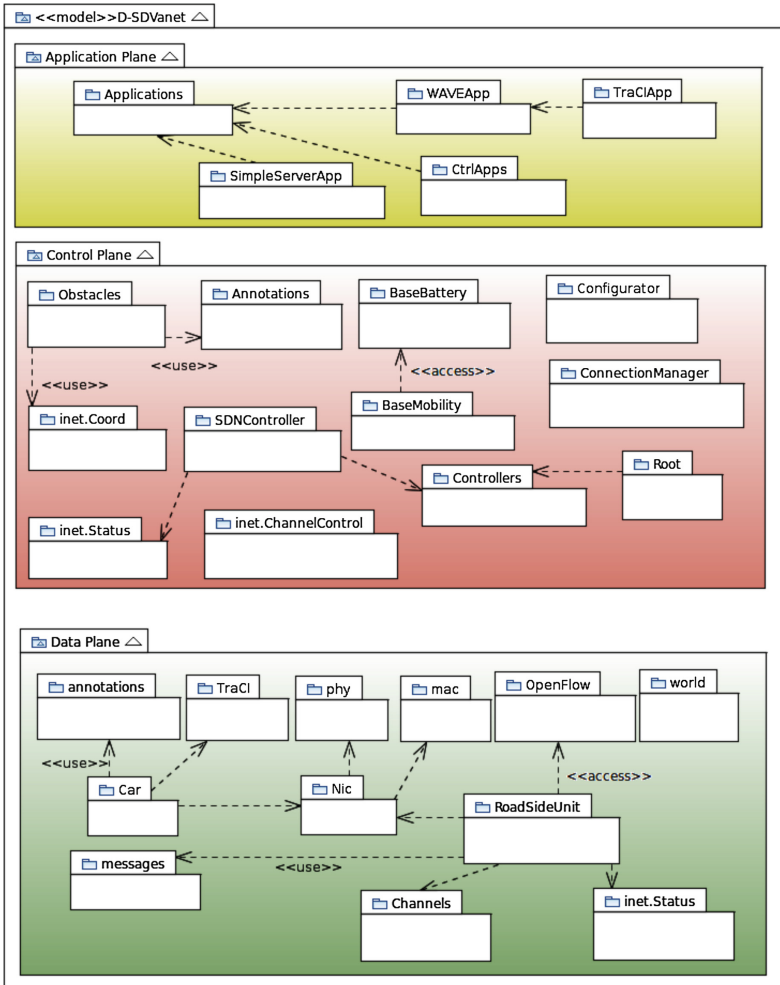 <<model>>D-SDVanet
Application Plane
Applications
WAVEApp
TraCIApp
SimpleServerApp
CtrlApps
Control Plane
Obstacles
Annotations
BaseBattery
Configurator
<<use>>
<<use>>
<<access>>
ConnectionManager
inet.Coord
SDNController
BaseMobility
Controllers
Root
inet.Status
inet.ChannelControl
Data Plane
annotations
TraCI
phy
mac
OpenFlow
world
<<use>>
<<access>>
Car
Nic
RoadSideUnit
messages
<<use>>
Channels
inet.Status